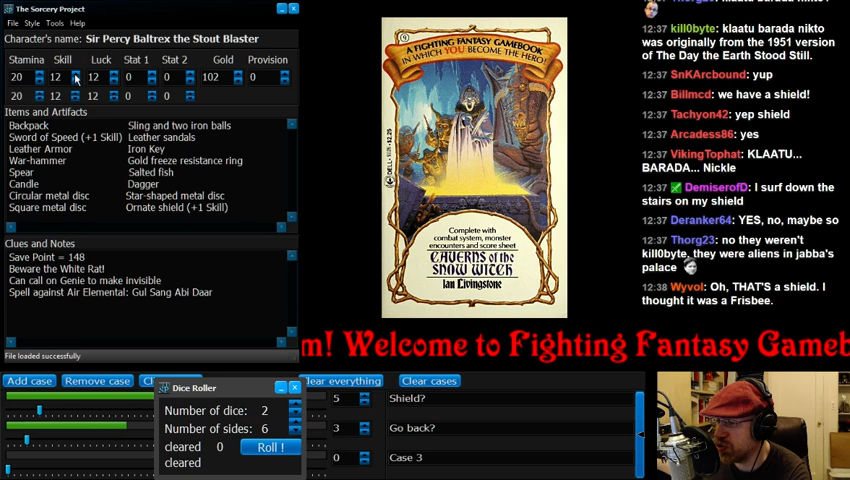 The Sorcery Project
File Style Tools Help
Character's name: Sir Percy Baltrex the Stout Blaster
Stamina Skill Luck Stat 1 Stat 2 Gold Provision
20 12 12 0 0 102 0
20 12 12 0 0
Items and Artifacts
Backpack Sling and two iron balls
Sword of Speed (+1 Skill) Leather sandals
Leather Armor Iron Key
War-hammer Gold freeze resistance ring
Spear Salted fish
Candle Dagger
Circular metal disc Star-shaped metal disc
Square metal disc Ornate shield (+1 Skill)
Clues and Notes
Save Point = 148
Beware the White Rat!
Can call on Genie to make invisible
Spell against Air Elemental: Gul Sang Abi Daar
File loaded successfully
9
A FIGHTING FANTASY GAMEBOOK
IN WHICH YOU BECOME THE HERO!
DELL
Complete with
combat system, monster
encounters and score sheet
CAVERNS of the
SNOW WITCH
Ian Livingstone
kill0byte: klaatu barada nikto
was originally from the 1951 version
of The Day the Earth Stood Still.
12:37 SnKArcbound: yup
12:37 Billmcd: we have a shield!
12:37 Tachyon42: yep shield
12:37 Arcadess86: yes
12:37 VikingTophat: KLAATU...
BARADA... Nickle
12:37 DemiserofD: I surf down the
stairs on my shield
12:37 Deranker64: YES, no, maybe so
12:37 Thorg23: no they weren't
kill0byte, they were aliens in jabba's
palace
12:38 Wyvol: Oh, THAT'S a shield. I
thought it was a Frisbee.
m! Welcome to Fighting Fantasy Gameb
Add case Remove case Cl lear everything Clear cases
5 Shield?
3 Go back?
0 Case 3
Dice Roller
Number of dice: 2
Number of sides: 6
cleared 0 Roll !
cleared